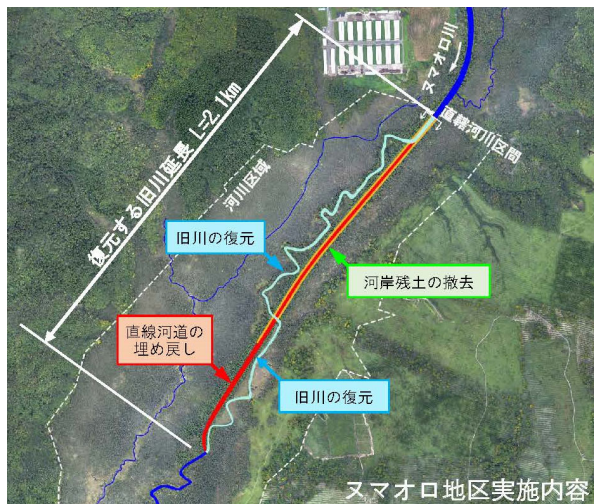 ヌマオロ川
直轄河川区間
復元する旧川延長 L=2.1km
河川区域
旧川の復元
河岸残土の撤去
直線河道の
埋め戻し
旧川の復元
ヌマオロ地区実施内容